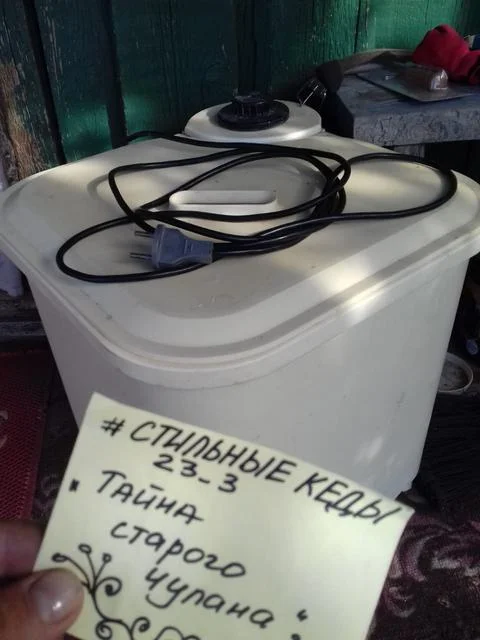 # СТИЛЬНЫЕ КЕДЫ
23-3
" Тайна
старого
чулана "